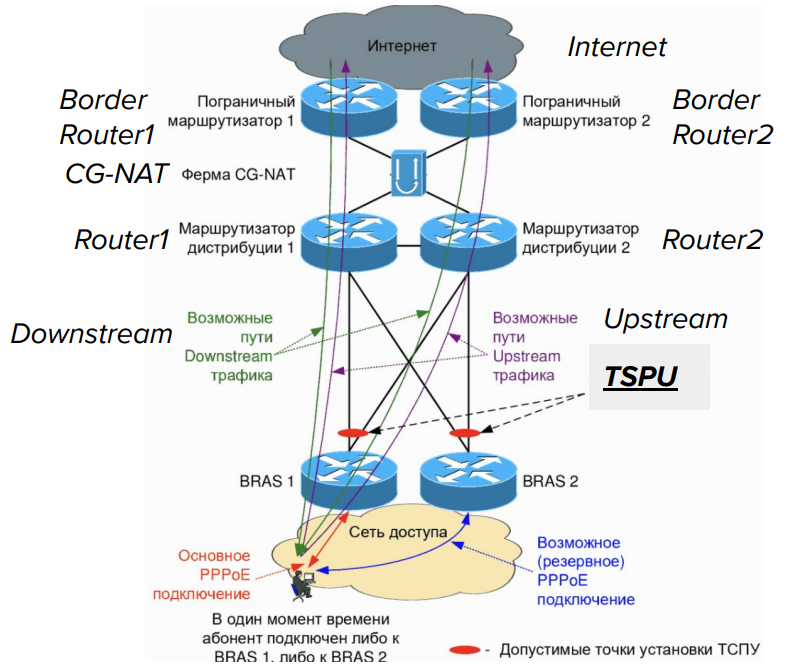 Интернет
Internet
Border
Router1
Пограничный
маршрутизатор 1
Пограничный
маршрутизатор 2
Border
Router2
CG-NAT
Ферма CG-NAT
Router1
Маршрутизатор
дистрибуции 1
Маршрутизатор
дистрибуции 2
Router2
Downstream
Возможные
пути
Downstream
трафика
Возможные
пути
Upstream
трафика
Upstream
TSPU
BRAS 1
BRAS 2
Сеть доступа
Основное
PPPoE
подключение
Возможное
(резервное)
PPPoE
подключение
В один момент времени
абонент подключен либо к
BRAS 1, либо к BRAS 2
- Допустимые точки установки ТСПУ